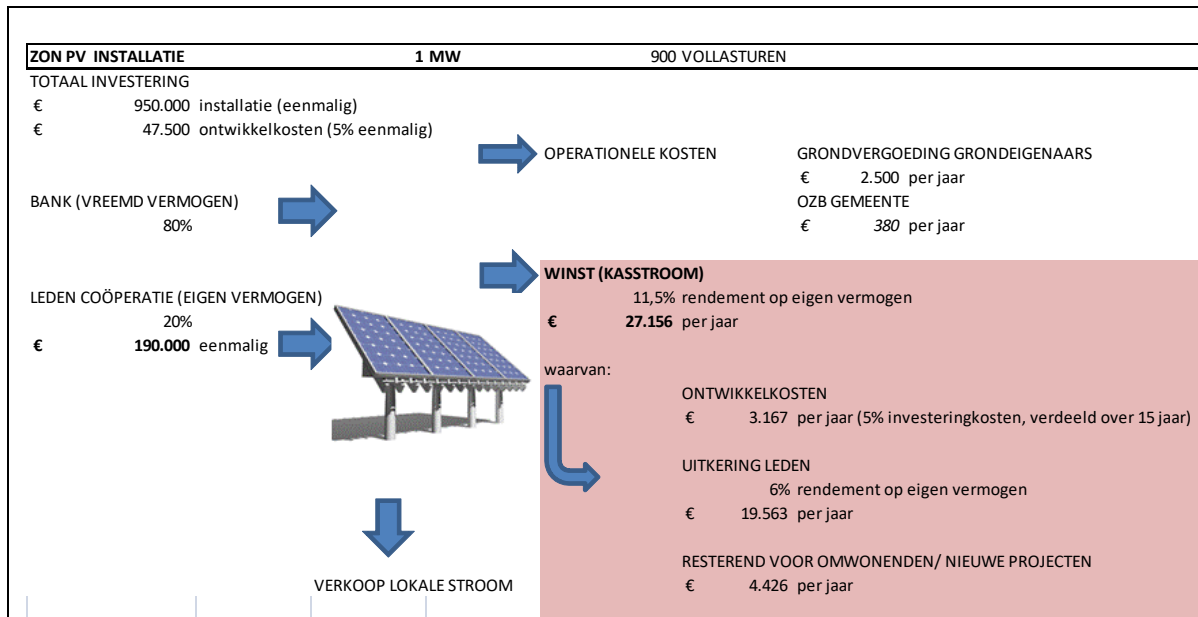 ZON PV INSTALLATIE 1 MW 900 VOLLASTUREN
TOTAAL INVESTERING
€ 950.000 installatie (eenmalig)
€ 47.500 ontwikkelkosten (5% eenmalig)
OPERATIONELE KOSTEN GRONDVERGOEDING GRONDEIGENAARS
€ 2.500 per jaar
BANK (VREEMD VERMOGEN) OZB GEMEENTE
80% € 380 per jaar
WINST (KASSTROOM)
LEDEN COÖPERATIE (EIGEN VERMOGEN) 11,5% rendement op eigen vermogen
20% € 27.156 per jaar
€ 190.000 eenmalig
waarvan:
ONTWIKKELKOSTEN
€ 3.167 per jaar (5% investeringkosten, verdeeld over 15 jaar)
UITKERING LEDEN
6% rendement op eigen vermogen
€ 19.563 per jaar
RESTEREND VOOR OMWONENDEN/ NIEUWE PROJECTEN
VERKOOP LOKALE STROOM € 4.426 per jaar